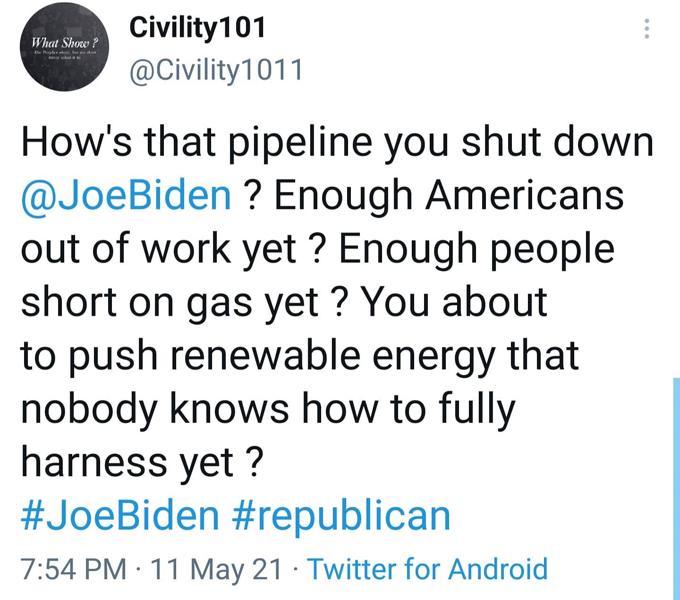 What Show ?
Civility101
@Civility1011
How's that pipeline you shut down
@JoeBiden ? Enough Americans
out of work yet ? Enough people
short on gas yet ? You about
to push renewable energy that
nobody knows how to fully
harness yet ?
#JoeBiden #republican
7:54 PM · 11 May 21 · Twitter for Android